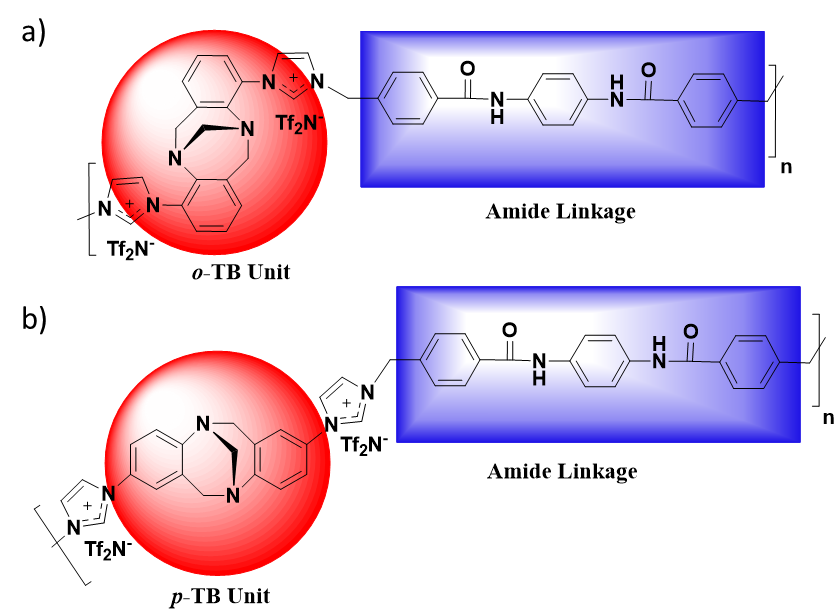 a)
N
+
N
Tf₂N⁻
N
N
N
+
N
Tf₂N⁻
o-TB Unit
O
N
H
H
N
O
n
Amide Linkage
b)
N
N
N
+
N
Tf₂N⁻
N
+
N
Tf₂N⁻
p-TB Unit
O
N
H
H
N
O
n
Amide Linkage